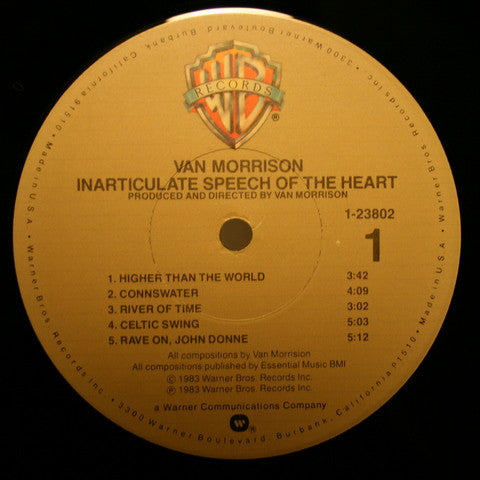 WB
RECORDS
®
VAN MORRISON
INARTICULATE SPEECH OF THE HEART
PRODUCED AND DIRECTED BY VAN MORRISON
1-23802
1
1. HIGHER THAN THE WORLD 3:42
2. CONNSWATER 4:09
3. RIVER OF TiME 3:02
4. CELTIC SWING 5:03
5. RAVE ON, JOHN DONNE 5:12
All compositions by Van Morrision
All compositions published by Essential Music BMI
© 1983 Warner Bros. Records Inc.
℗ 1983 Warner Bros. Records Inc.
a Warner Communications Company
W ®
Warner Bros. Records Inc. • 3300 Warner Boulevard, Burbank, California 91510 • Made in U.S.A. • Warner Bros. Records Inc. • 3300 Warner Boulevard, Burbank, California 91510 • Made in U.S.A. •